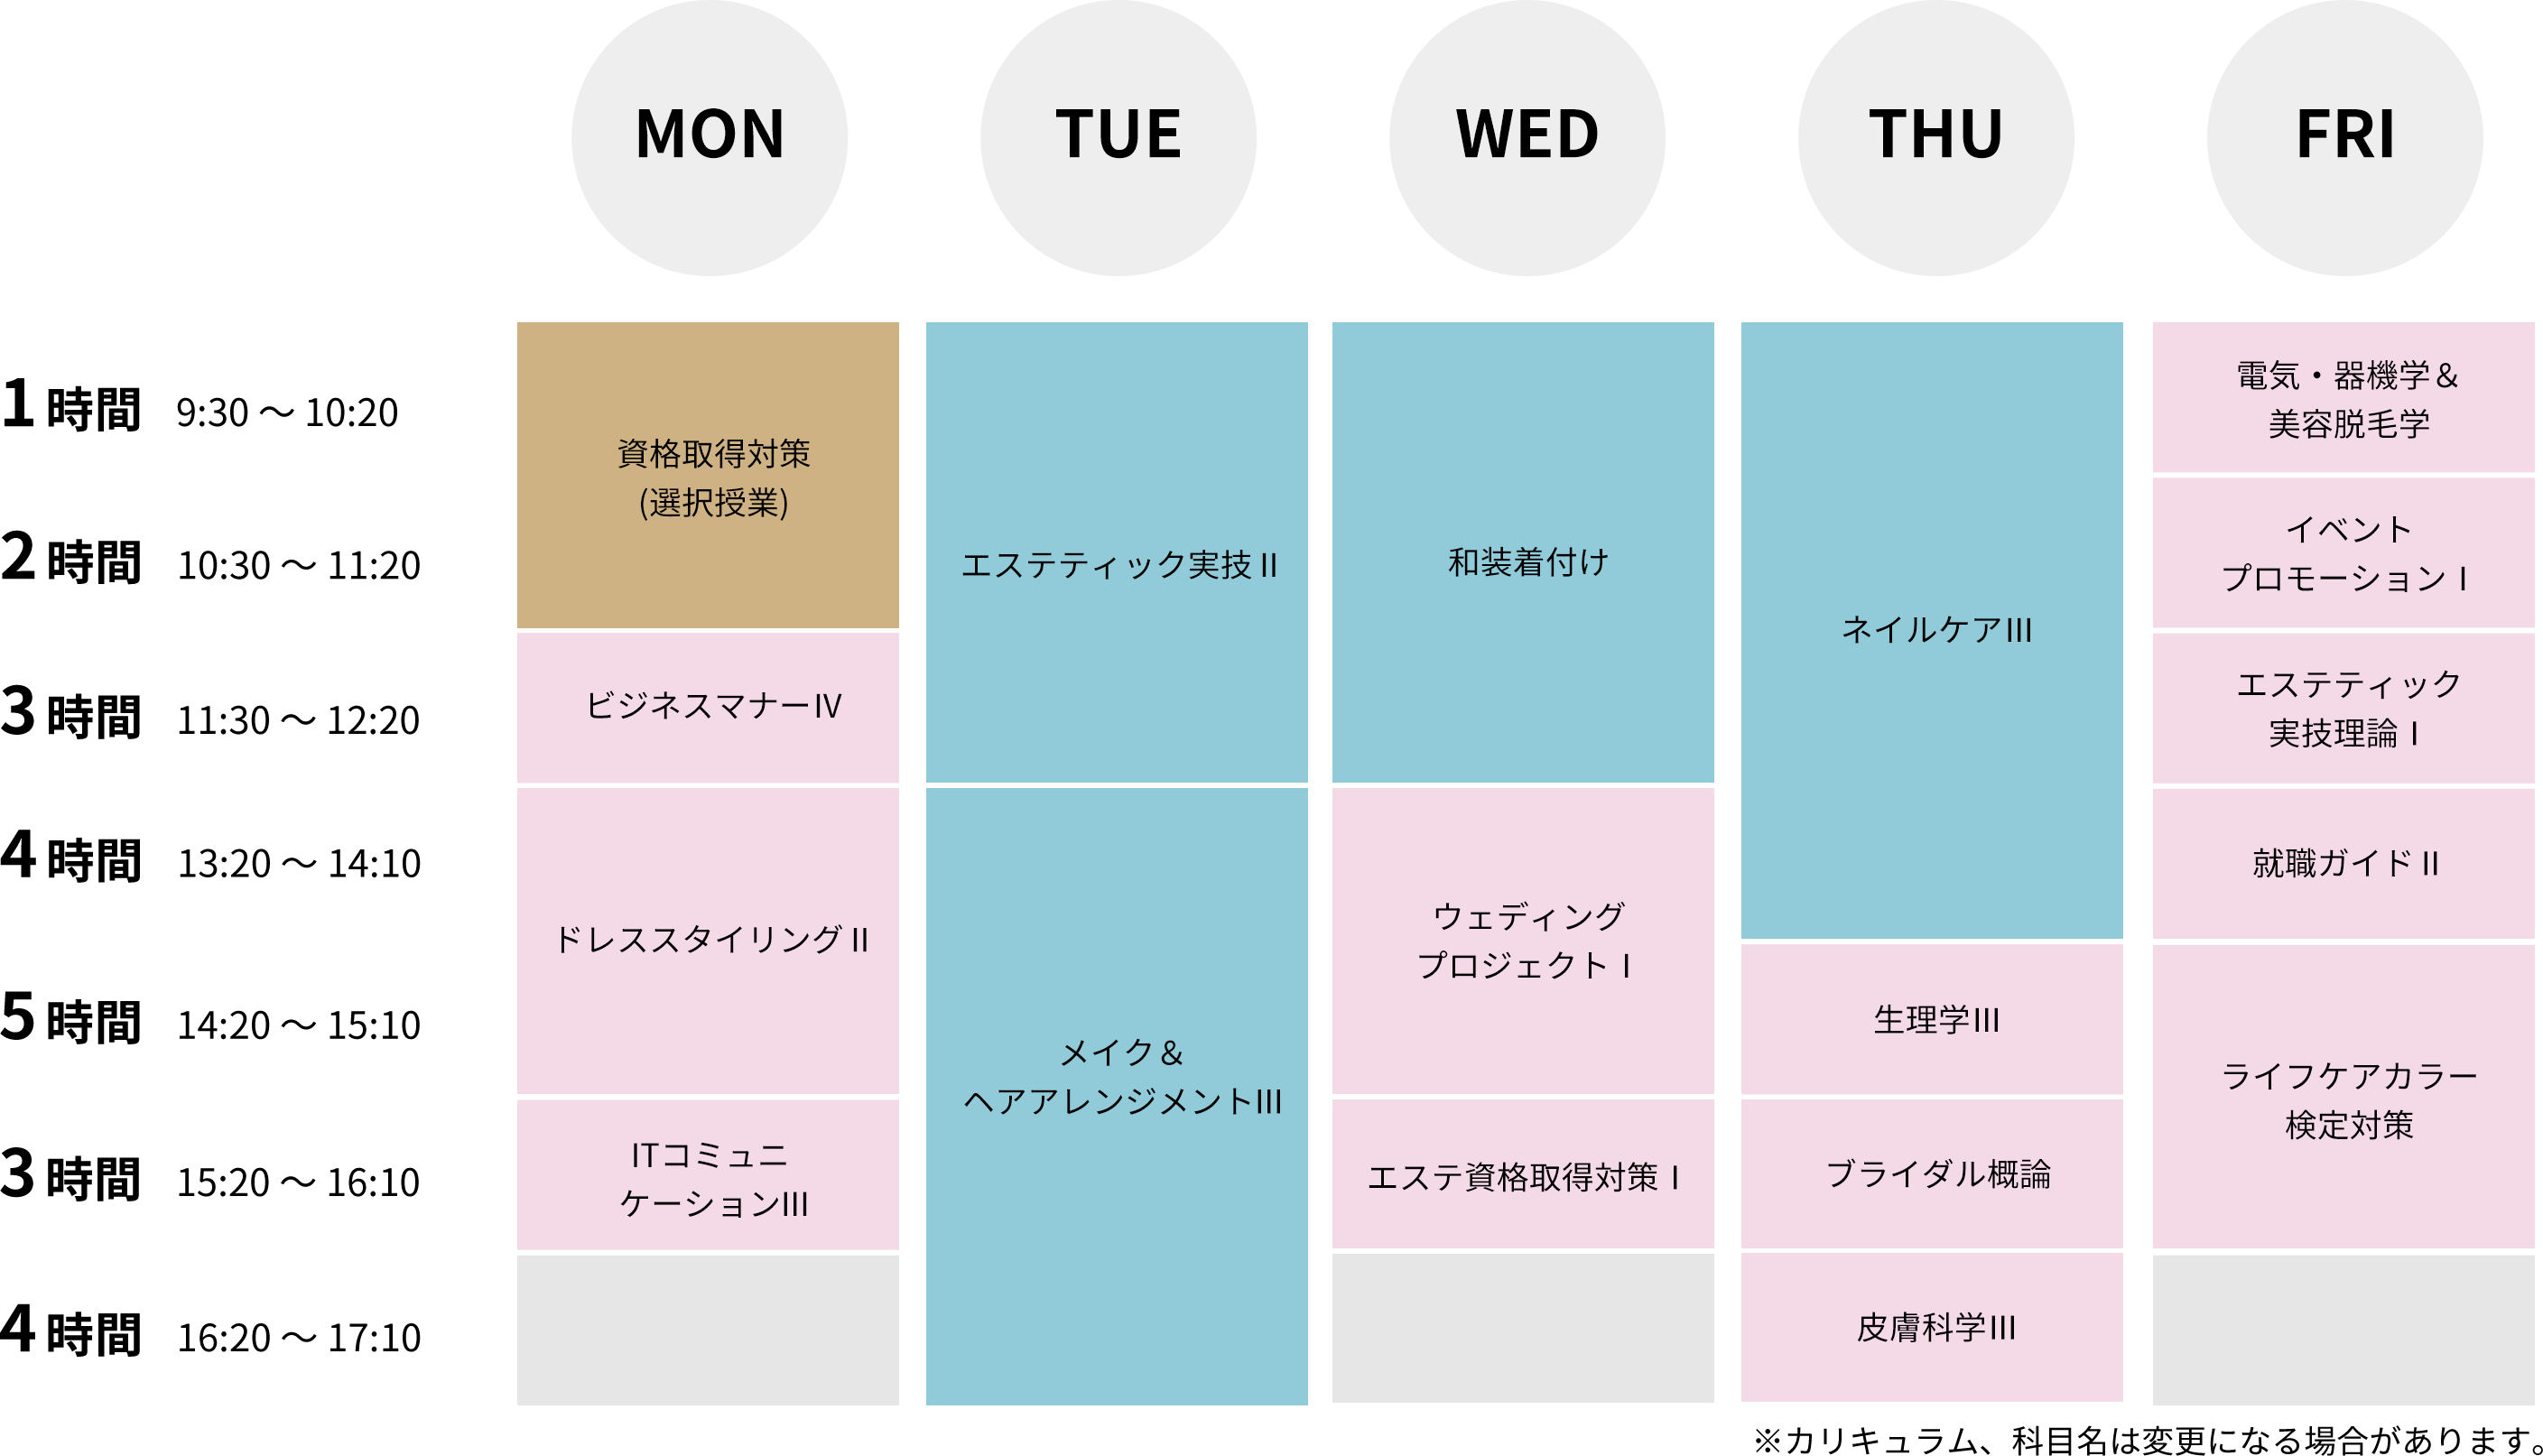 MON
TUE
WED
THU
FRI
1 時間 9:30 〜 10:20
2 時間 10:30 〜 11:20
3 時間 11:30 〜 12:20
4 時間 13:20 〜 14:10
5 時間 14:20 〜 15:10
3 時間 15:20 〜 16:10
4 時間 16:20 〜 17:10
資格取得対策
(選択授業)
ビジネスマナーⅣ
ドレススタイリングⅡ
ITコミュニ
ケーションⅢ
エステティック実技Ⅱ
メイク＆
ヘアアレンジメントⅢ
和装着付け
ウェディング
プロジェクトⅠ
エステ資格取得対策Ⅰ
ネイルケアⅢ
生理学Ⅲ
ブライダル概論
皮膚科学Ⅲ
電気・器機学＆
美容脱毛学
イベント
プロモーションⅠ
エステティック
実技理論Ⅰ
就職ガイドⅡ
ライフケアカラー
検定対策
※カリキュラム、科目名は変更になる場合があります。